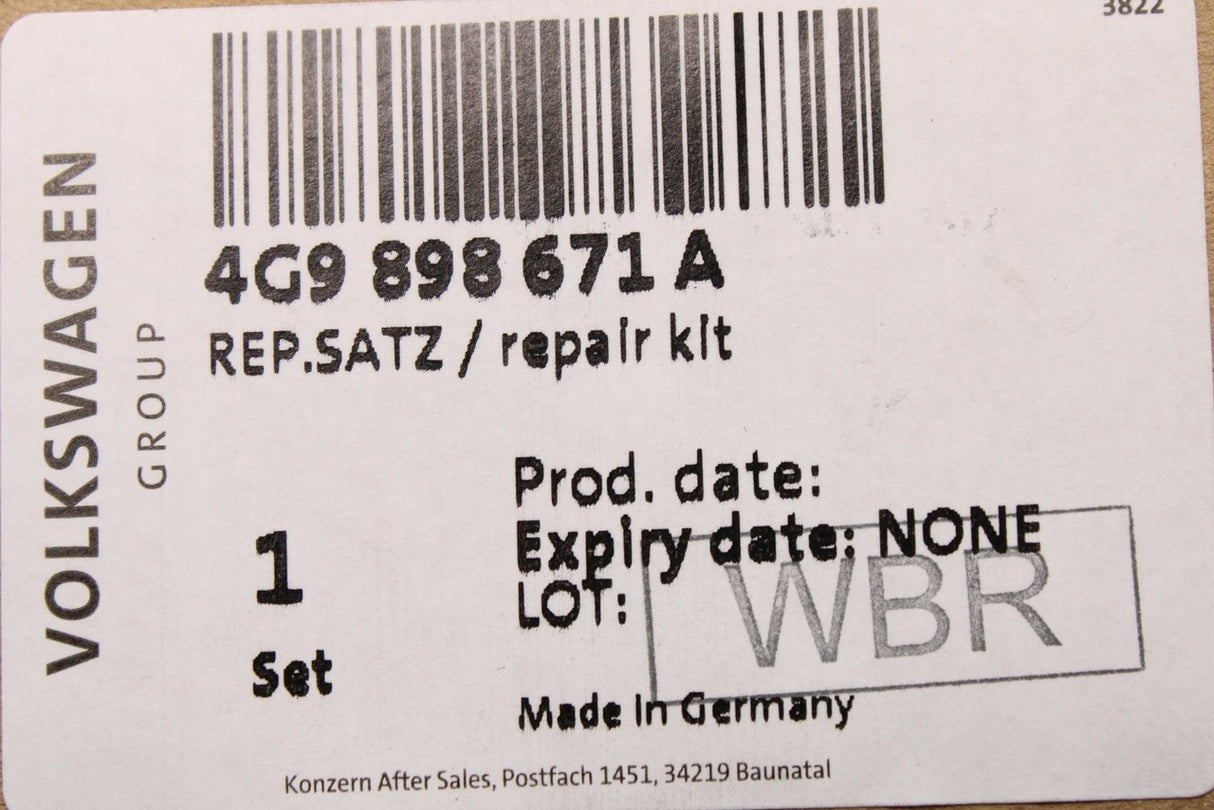 3822
VOLKSWAGEN
GROUP
4G9 898 671 A
REP.SATZ / repair kit
Prod. date:
Expiry date: NONE
LOT:
WBR
1
Set
Made in Germany
Konzern After Sales, Postfach 1451, 34219 Baunatal